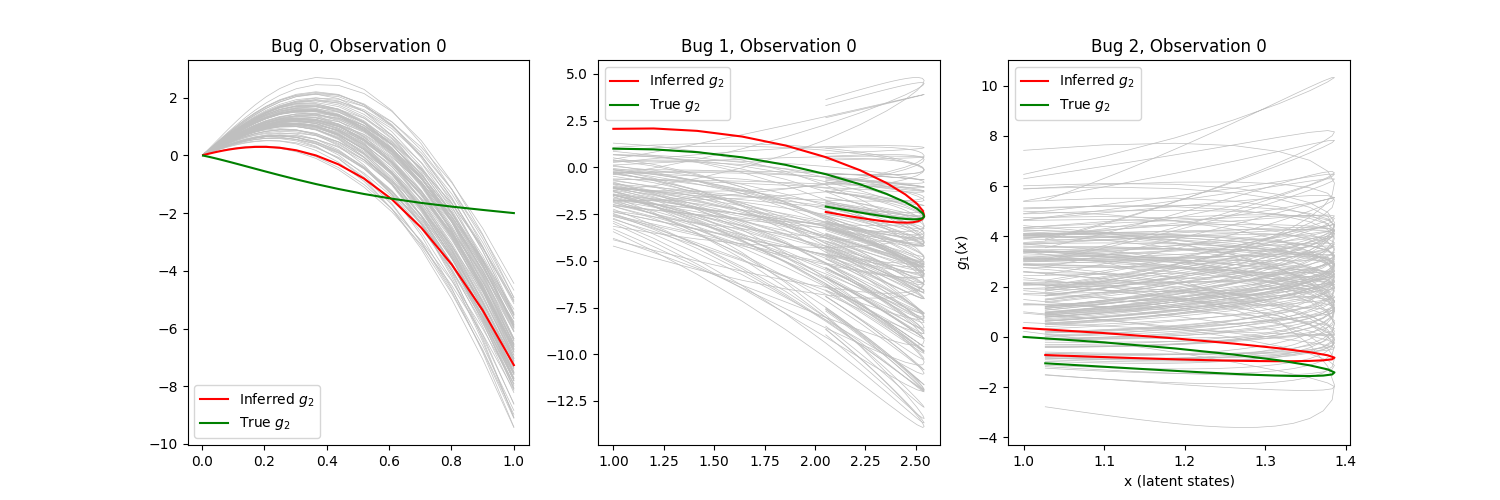 Bug 0, Observation 0
2
0
−2
−4
−6
−8
−10
Inferred g₂
True g₂
0.0 0.2 0.4 0.6 0.8 1.0
Bug 1, Observation 0
5.0
2.5
0.0
−2.5
−5.0
−7.5
−10.0
−12.5
Inferred g₂
True g₂
1.00 1.25 1.50 1.75 2.00 2.25 2.50
Bug 2, Observation 0
10
8
6
4
2
0
−2
−4
g₁(x)
Inferred g₂
True g₂
1.0 1.1 1.2 1.3 1.4
x (latent states)